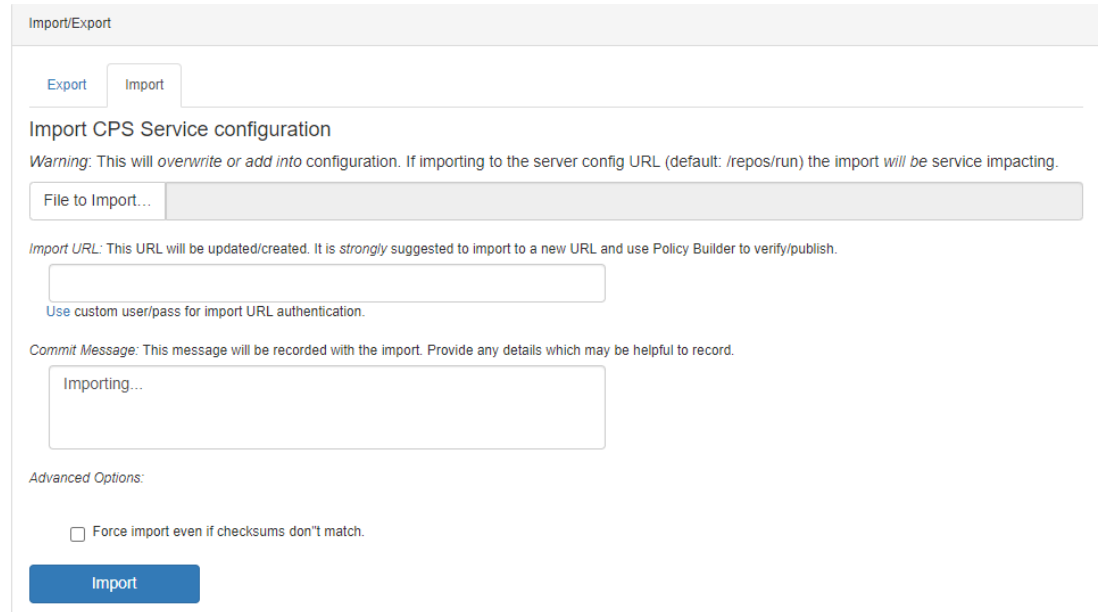 Import/Export
Export
Import
Import CPS Service configuration
Warning: This will overwrite or add into configuration. If importing to the server config URL (default: /repos/run) the import will be service impacting.
File to Import...
Import URL: This URL will be updated/created. It is strongly suggested to import to a new URL and use Policy Builder to verify/publish.
Use custom user/pass for import URL authentication.
Commit Message: This message will be recorded with the import. Provide any details which may be helpful to record.
Importing...
Advanced Options:
Force import even if checksums don"t match.
Import